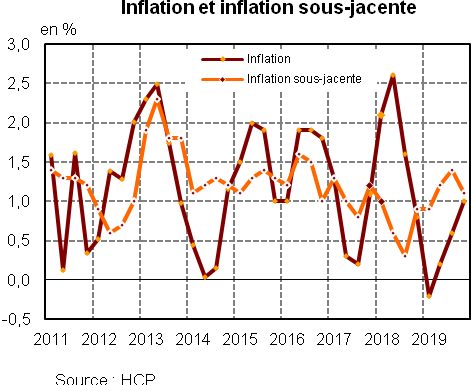 Inflation et inflation sous-jacente
en %
3,0
2,5
2,0
1,5
1,0
0,5
0,0
-0,5
Inflation
Inflation sous-jacente
2011 2012 2013 2014 2015 2016 2017 2018 2019
Source : HCP